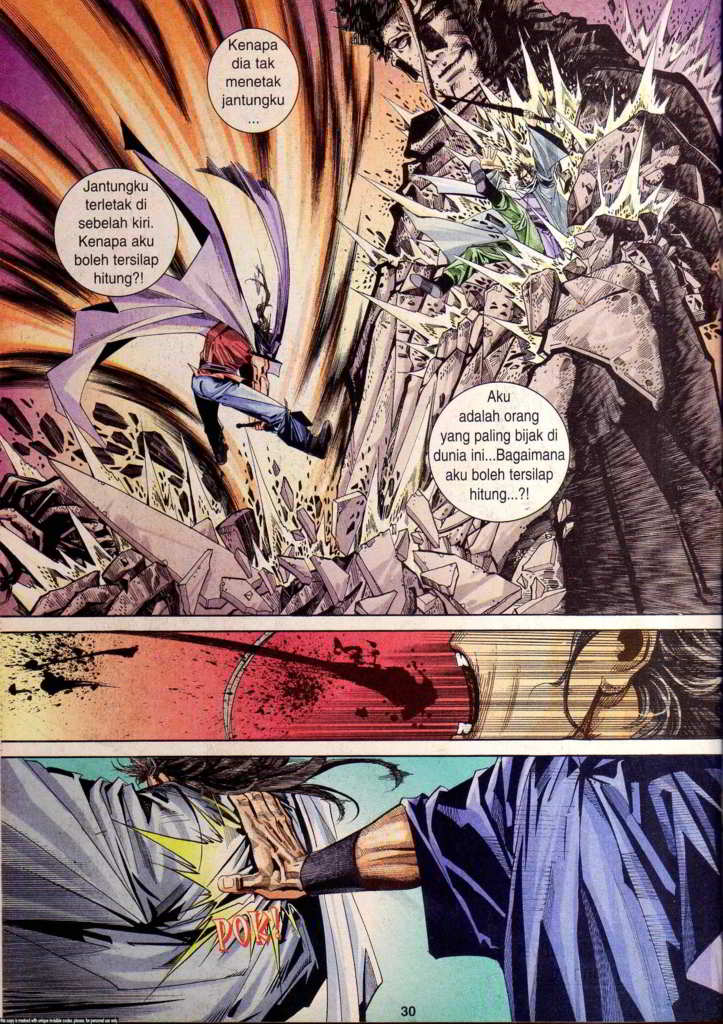 Kenapa
dia tak
menetak
jantungku
...
Jantungku
terletak di
sebelah kiri.
Kenapa aku
boleh tersilap
hitung?!
Aku
adalah orang
yang paling bijak di
dunia ini...Bagaimana
aku boleh tersilap
hitung...?!
POK!
30